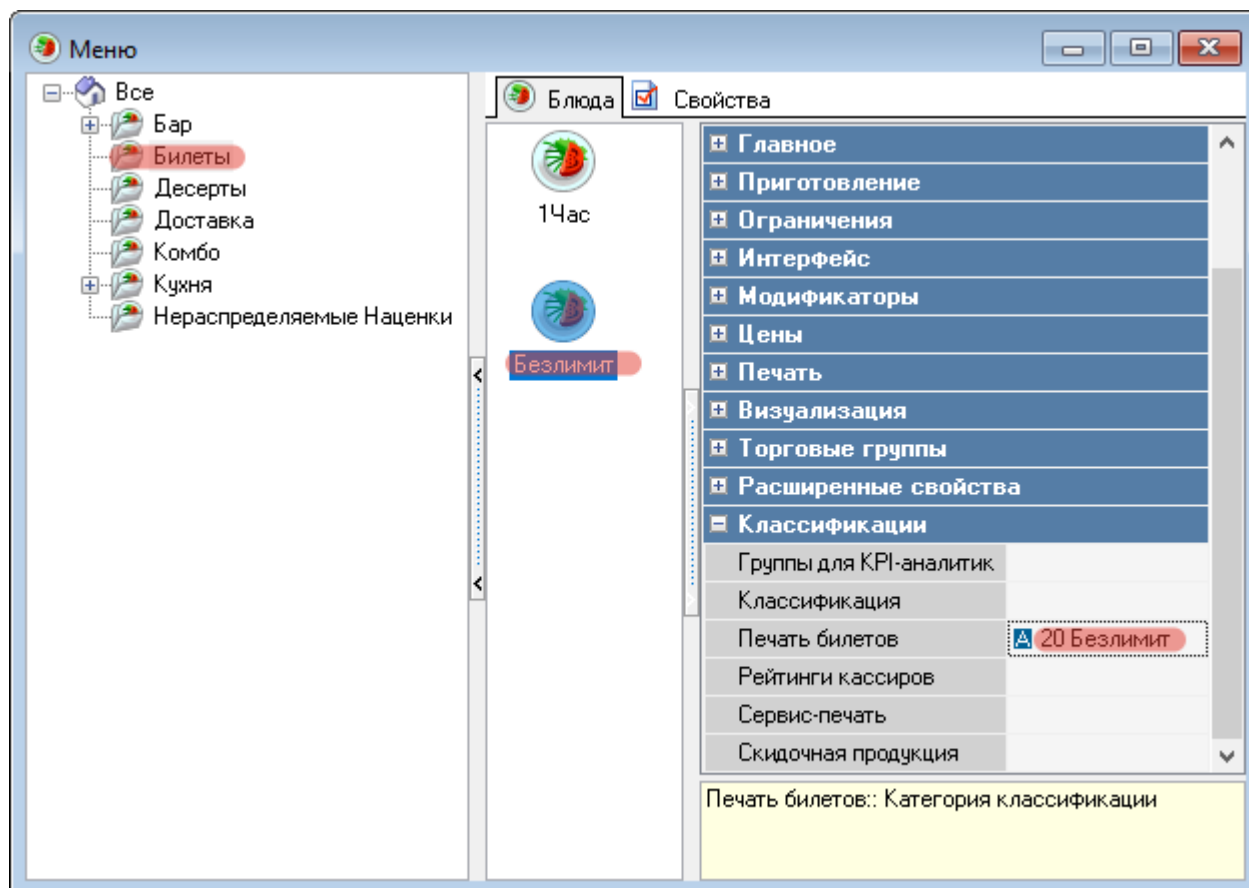 Меню
Все
Бар
Билеты
Десерты
Доставка
Комбо
Кухня
Нераспределяемые Наценки
Блюда
Свойства
1Час
Безлимит
Главное
Приготовление
Ограничения
Интерфейс
Модификаторы
Цены
Печать
Визуализация
Торговые группы
Расширенные свойства
Классификации
Группы для KPI-аналитик
Классификация
Печать билетов A 20 Безлимит
Рейтинги кассиров
Сервис-печать
Скидочная продукция
Печать билетов:: Категория классификации